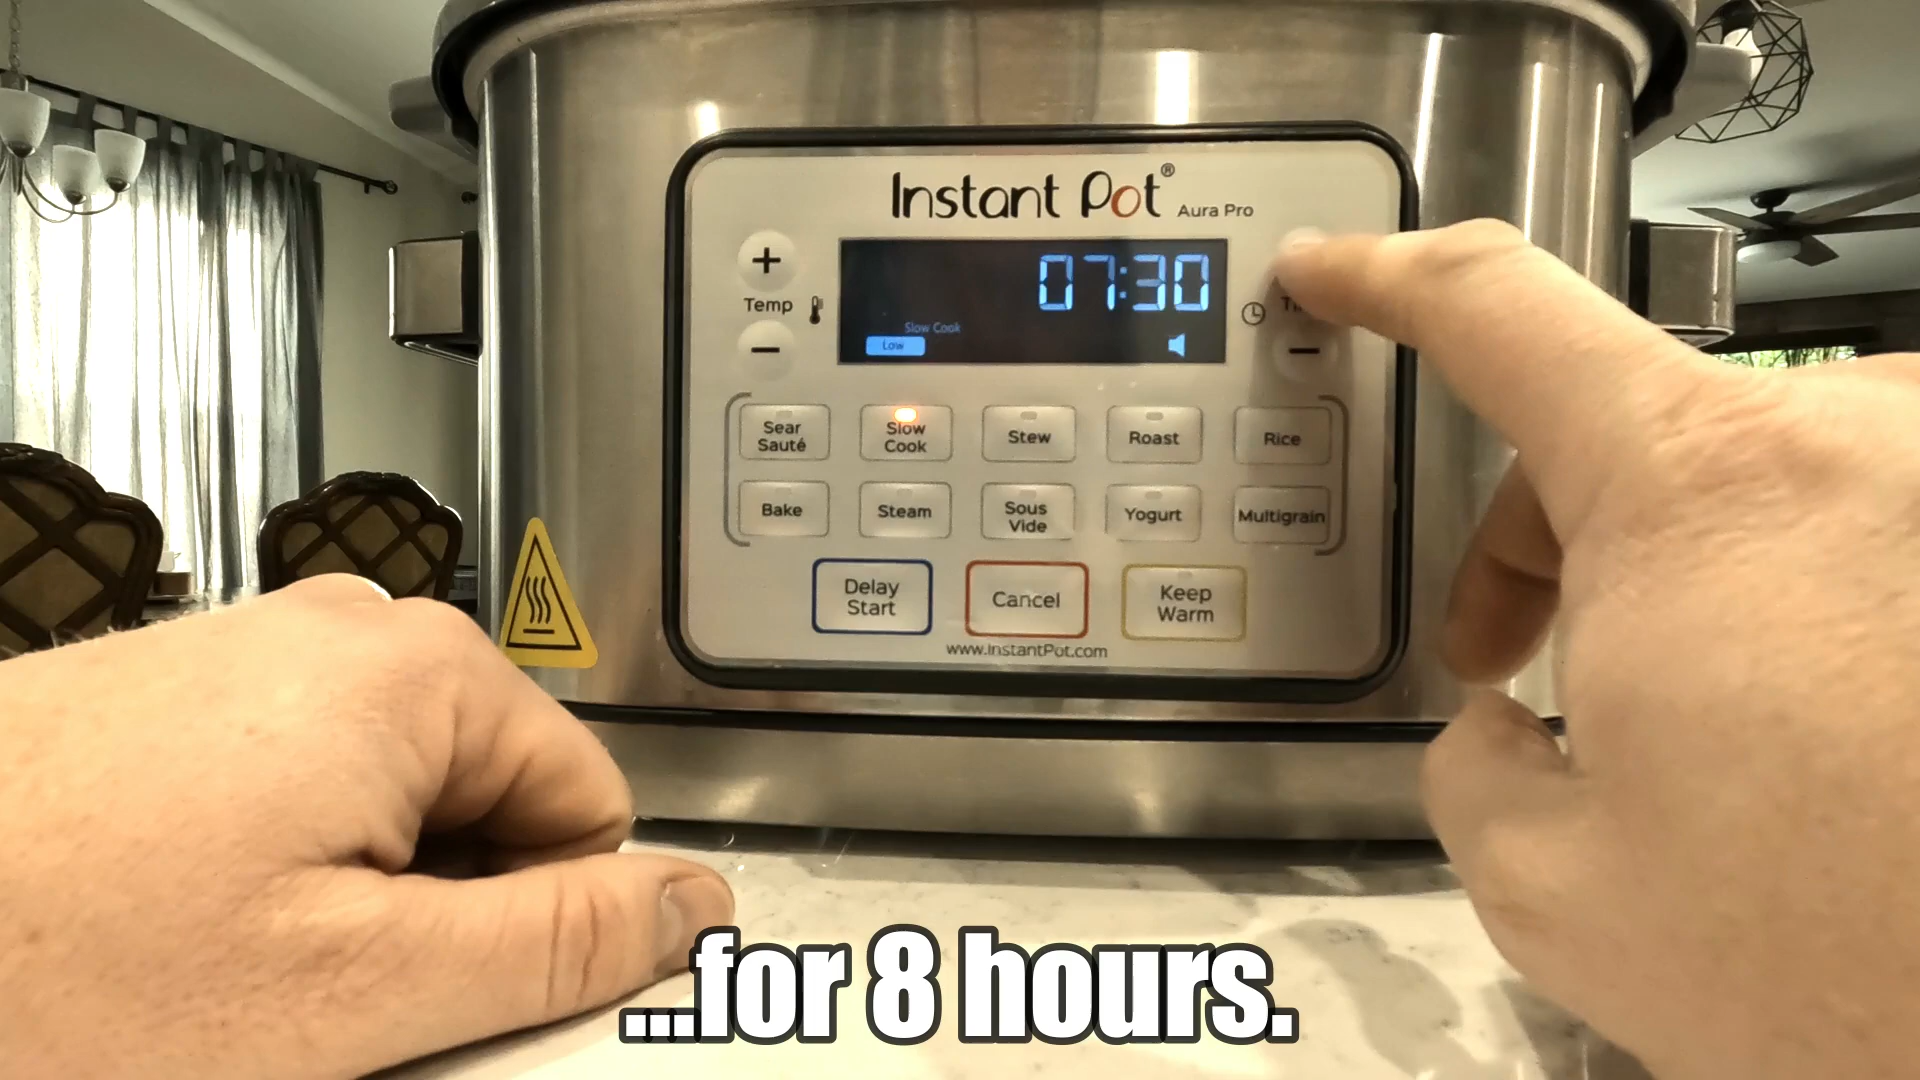 Instant Pot® Aura Pro
+
Temp
−
07:30
Slow Cook
Low
−
Sear Sauté
Slow Cook
Stew
Roast
Rice
Bake
Steam
Sous Vide
Yogurt
Multigrain
Delay Start
Cancel
Keep Warm
www.InstantPot.com
...for 8 hours.